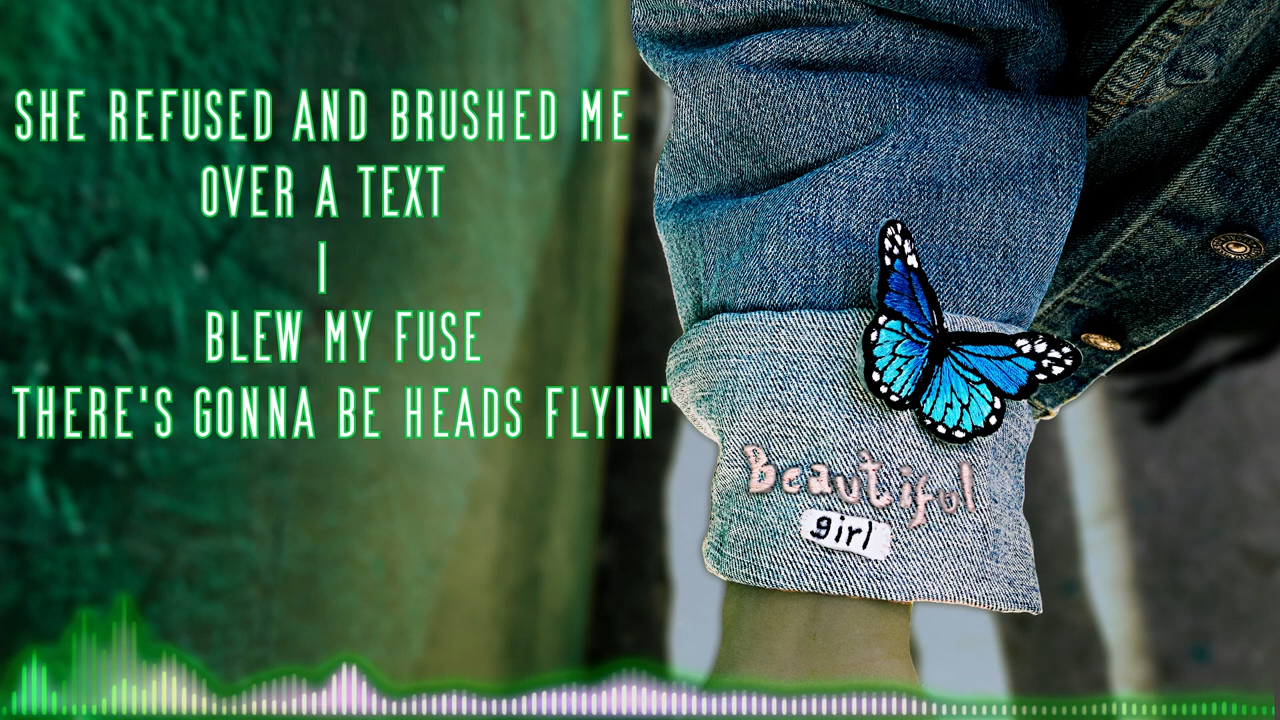 SHE REFUSED AND BRUSHED ME
OVER A TEXT
I
BLEW MY FUSE
THERE'S GONNA BE HEADS FLYIN'
Beautiful
girl